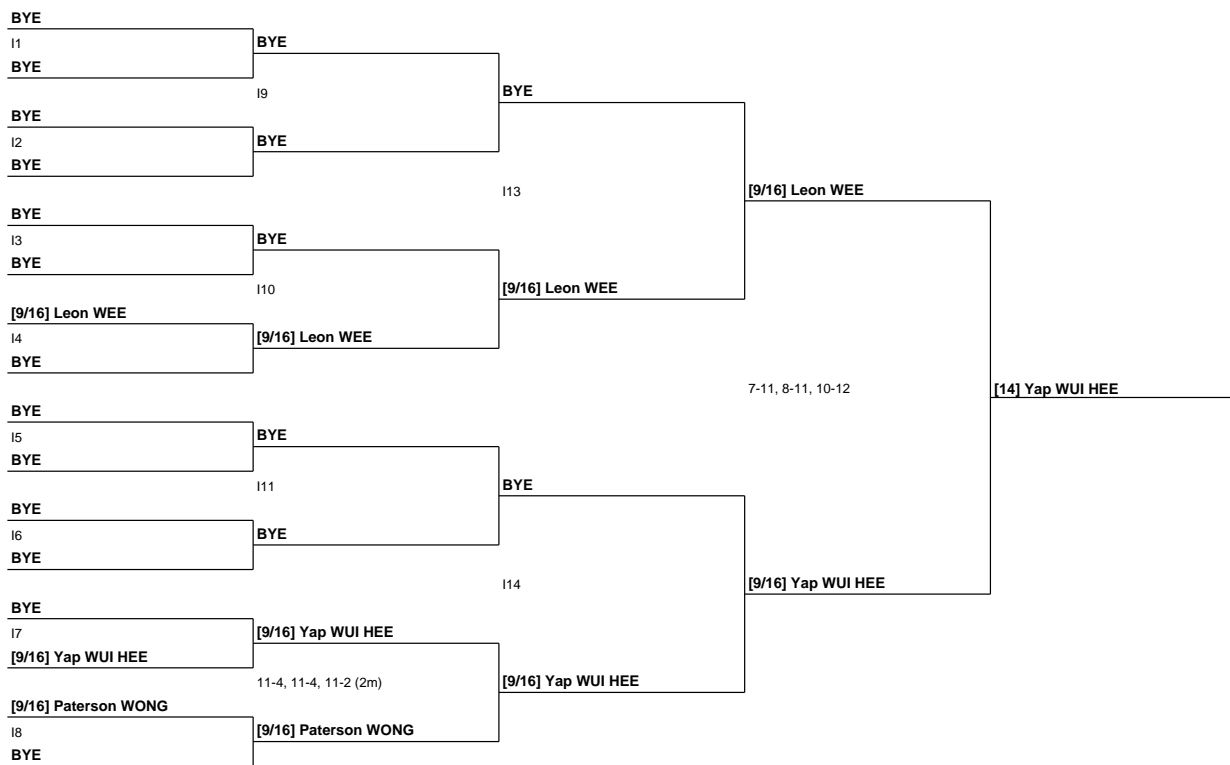 BYE
I1
BYE
BYE
I9
BYE
BYE
I2
BYE
BYE
I13
[9/16] Leon WEE
BYE
I3
BYE
BYE
I10
[9/16] Leon WEE
[9/16] Leon WEE
I4
[9/16] Leon WEE
BYE
7-11, 8-11, 10-12
[14] Yap WUI HEE
BYE
I5
BYE
BYE
I11
BYE
BYE
I6
BYE
BYE
I14
[9/16] Yap WUI HEE
BYE
I7
[9/16] Yap WUI HEE
[9/16] Yap WUI HEE
11-4, 11-4, 11-2 (2m)
[9/16] Yap WUI HEE
[9/16] Paterson WONG
I8
[9/16] Paterson WONG
BYE